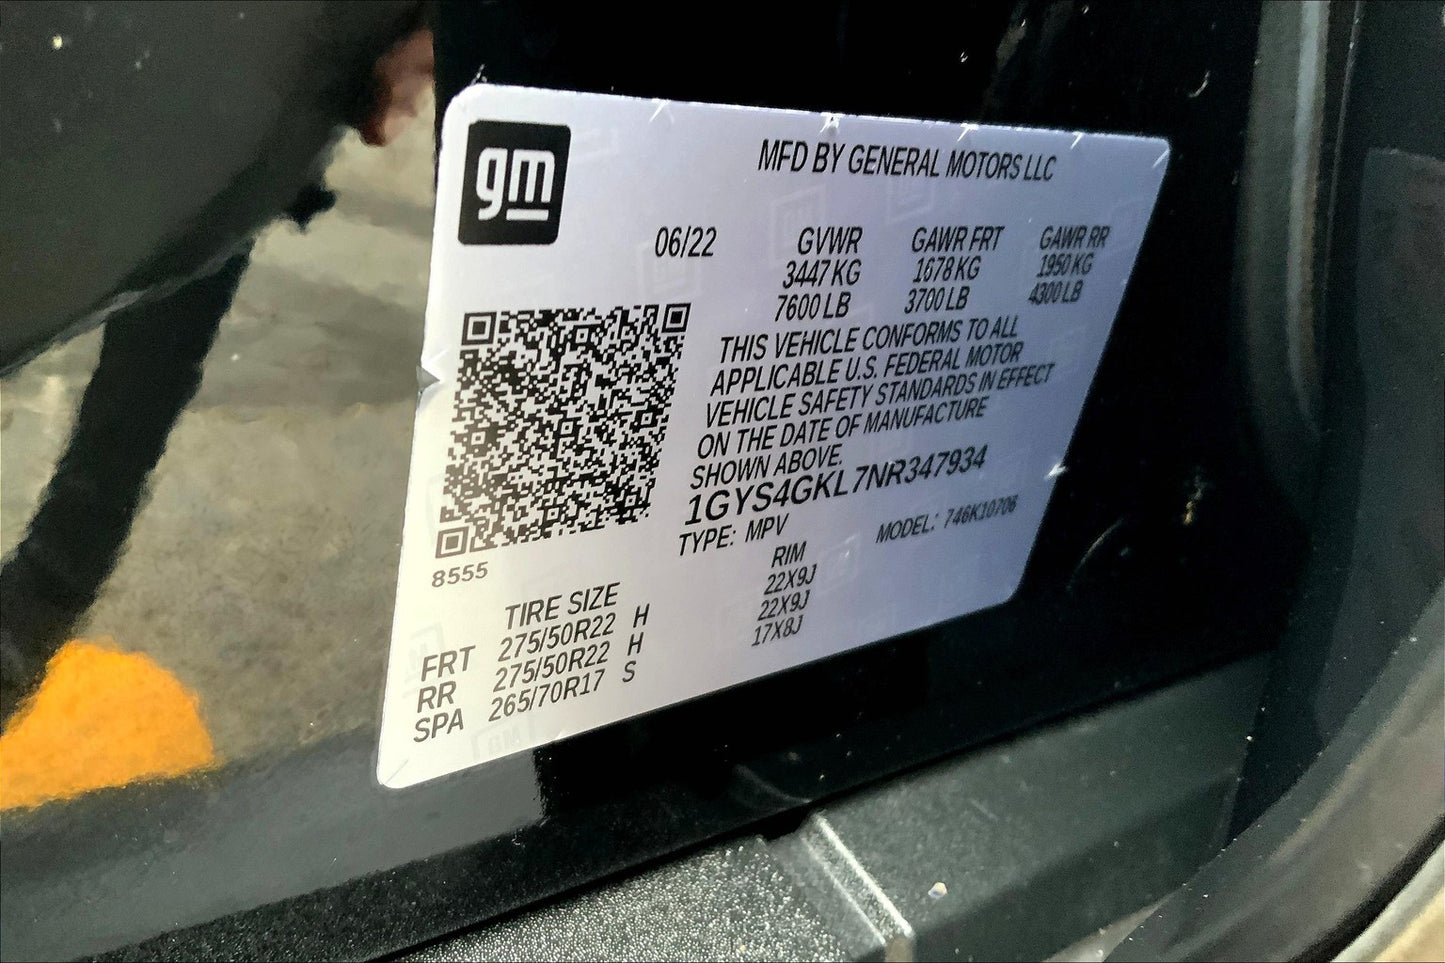 gm
MFD BY GENERAL MOTORS LLC
06/22 GVWR GAWR FRT GAWR RR
3447 KG 1678 KG 1950 KG
7600 LB 3700 LB 4300 LB
THIS VEHICLE CONFORMS TO ALL
APPLICABLE U.S. FEDERAL MOTOR
VEHICLE SAFETY STANDARDS IN EFFECT
ON THE DATE OF MANUFACTURE
SHOWN ABOVE.
1GYS4GKL7NR347934
TYPE: MPV MODEL: 746K10706
8555
TIRE SIZE RIM
FRT 275/50R22 H 22X9J
RR 275/50R22 H 22X9J
SPA 265/70R17 S 17X8J